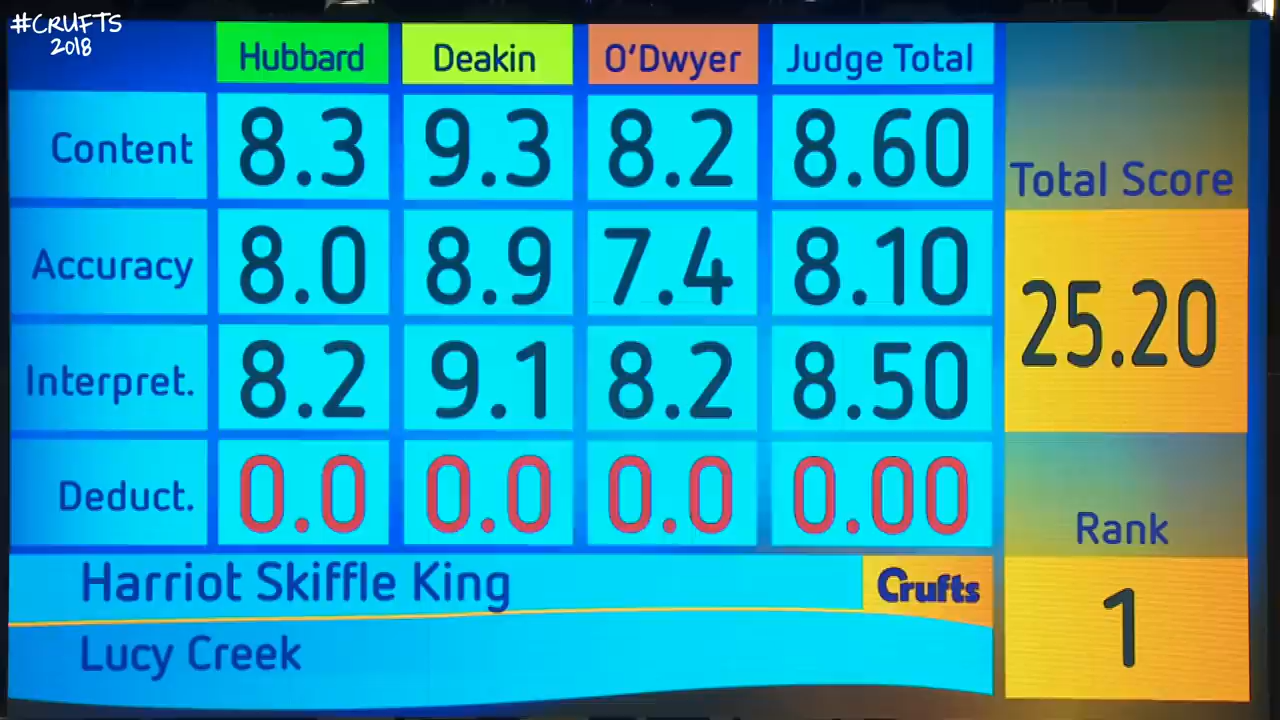 #CRUFTS
2018
Hubbard Deakin O'Dwyer Judge Total
Content 8.3 9.3 8.2 8.60
Total Score
Accuracy 8.0 8.9 7.4 8.10
25.20
Interpret. 8.2 9.1 8.2 8.50
Deduct. 0.0 0.0 0.0 0.00
Rank
Harriot Skiffle King
Crufts
1
Lucy Creek